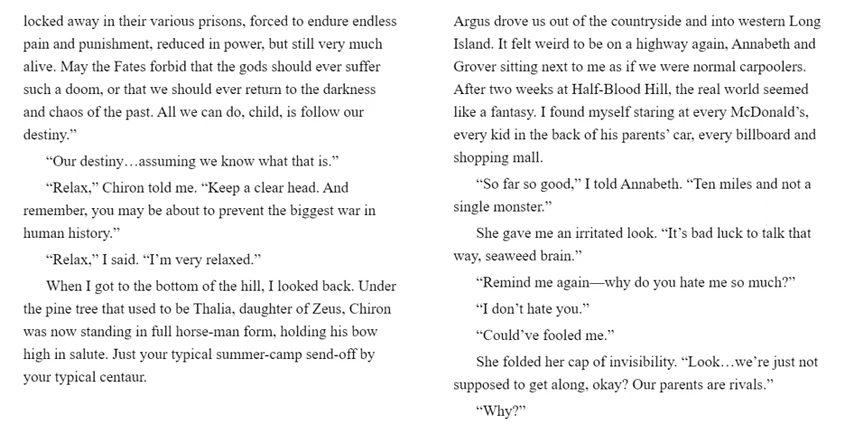 locked away in their various prisons, forced to endure endless
pain and punishment, reduced in power, but still very much
alive. May the Fates forbid that the gods should ever suffer
such a doom, or that we should ever return to the darkness
and chaos of the past. All we can do, child, is follow our
destiny.”
“Our destiny…assuming we know what that is.”
“Relax,” Chiron told me. “Keep a clear head. And
remember, you may be about to prevent the biggest war in
human history.”
“Relax,” I said. “I’m very relaxed.”
When I got to the bottom of the hill, I looked back. Under
the pine tree that used to be Thalia, daughter of Zeus, Chiron
was now standing in full horse-man form, holding his bow
high in salute. Just your typical summer-camp send-off by
your typical centaur.
Argus drove us out of the countryside and into western Long
Island. It felt weird to be on a highway again, Annabeth and
Grover sitting next to me as if we were normal carpoolers.
After two weeks at Half-Blood Hill, the real world seemed
like a fantasy. I found myself staring at every McDonald’s,
every kid in the back of his parents’ car, every billboard and
shopping mall.
“So far so good,” I told Annabeth. “Ten miles and not a
single monster.”
She gave me an irritated look. “It’s bad luck to talk that
way, seaweed brain.”
“Remind me again—why do you hate me so much?”
“I don’t hate you.”
“Could’ve fooled me.”
She folded her cap of invisibility. “Look…we’re just not
supposed to get along, okay? Our parents are rivals.”
“Why?”